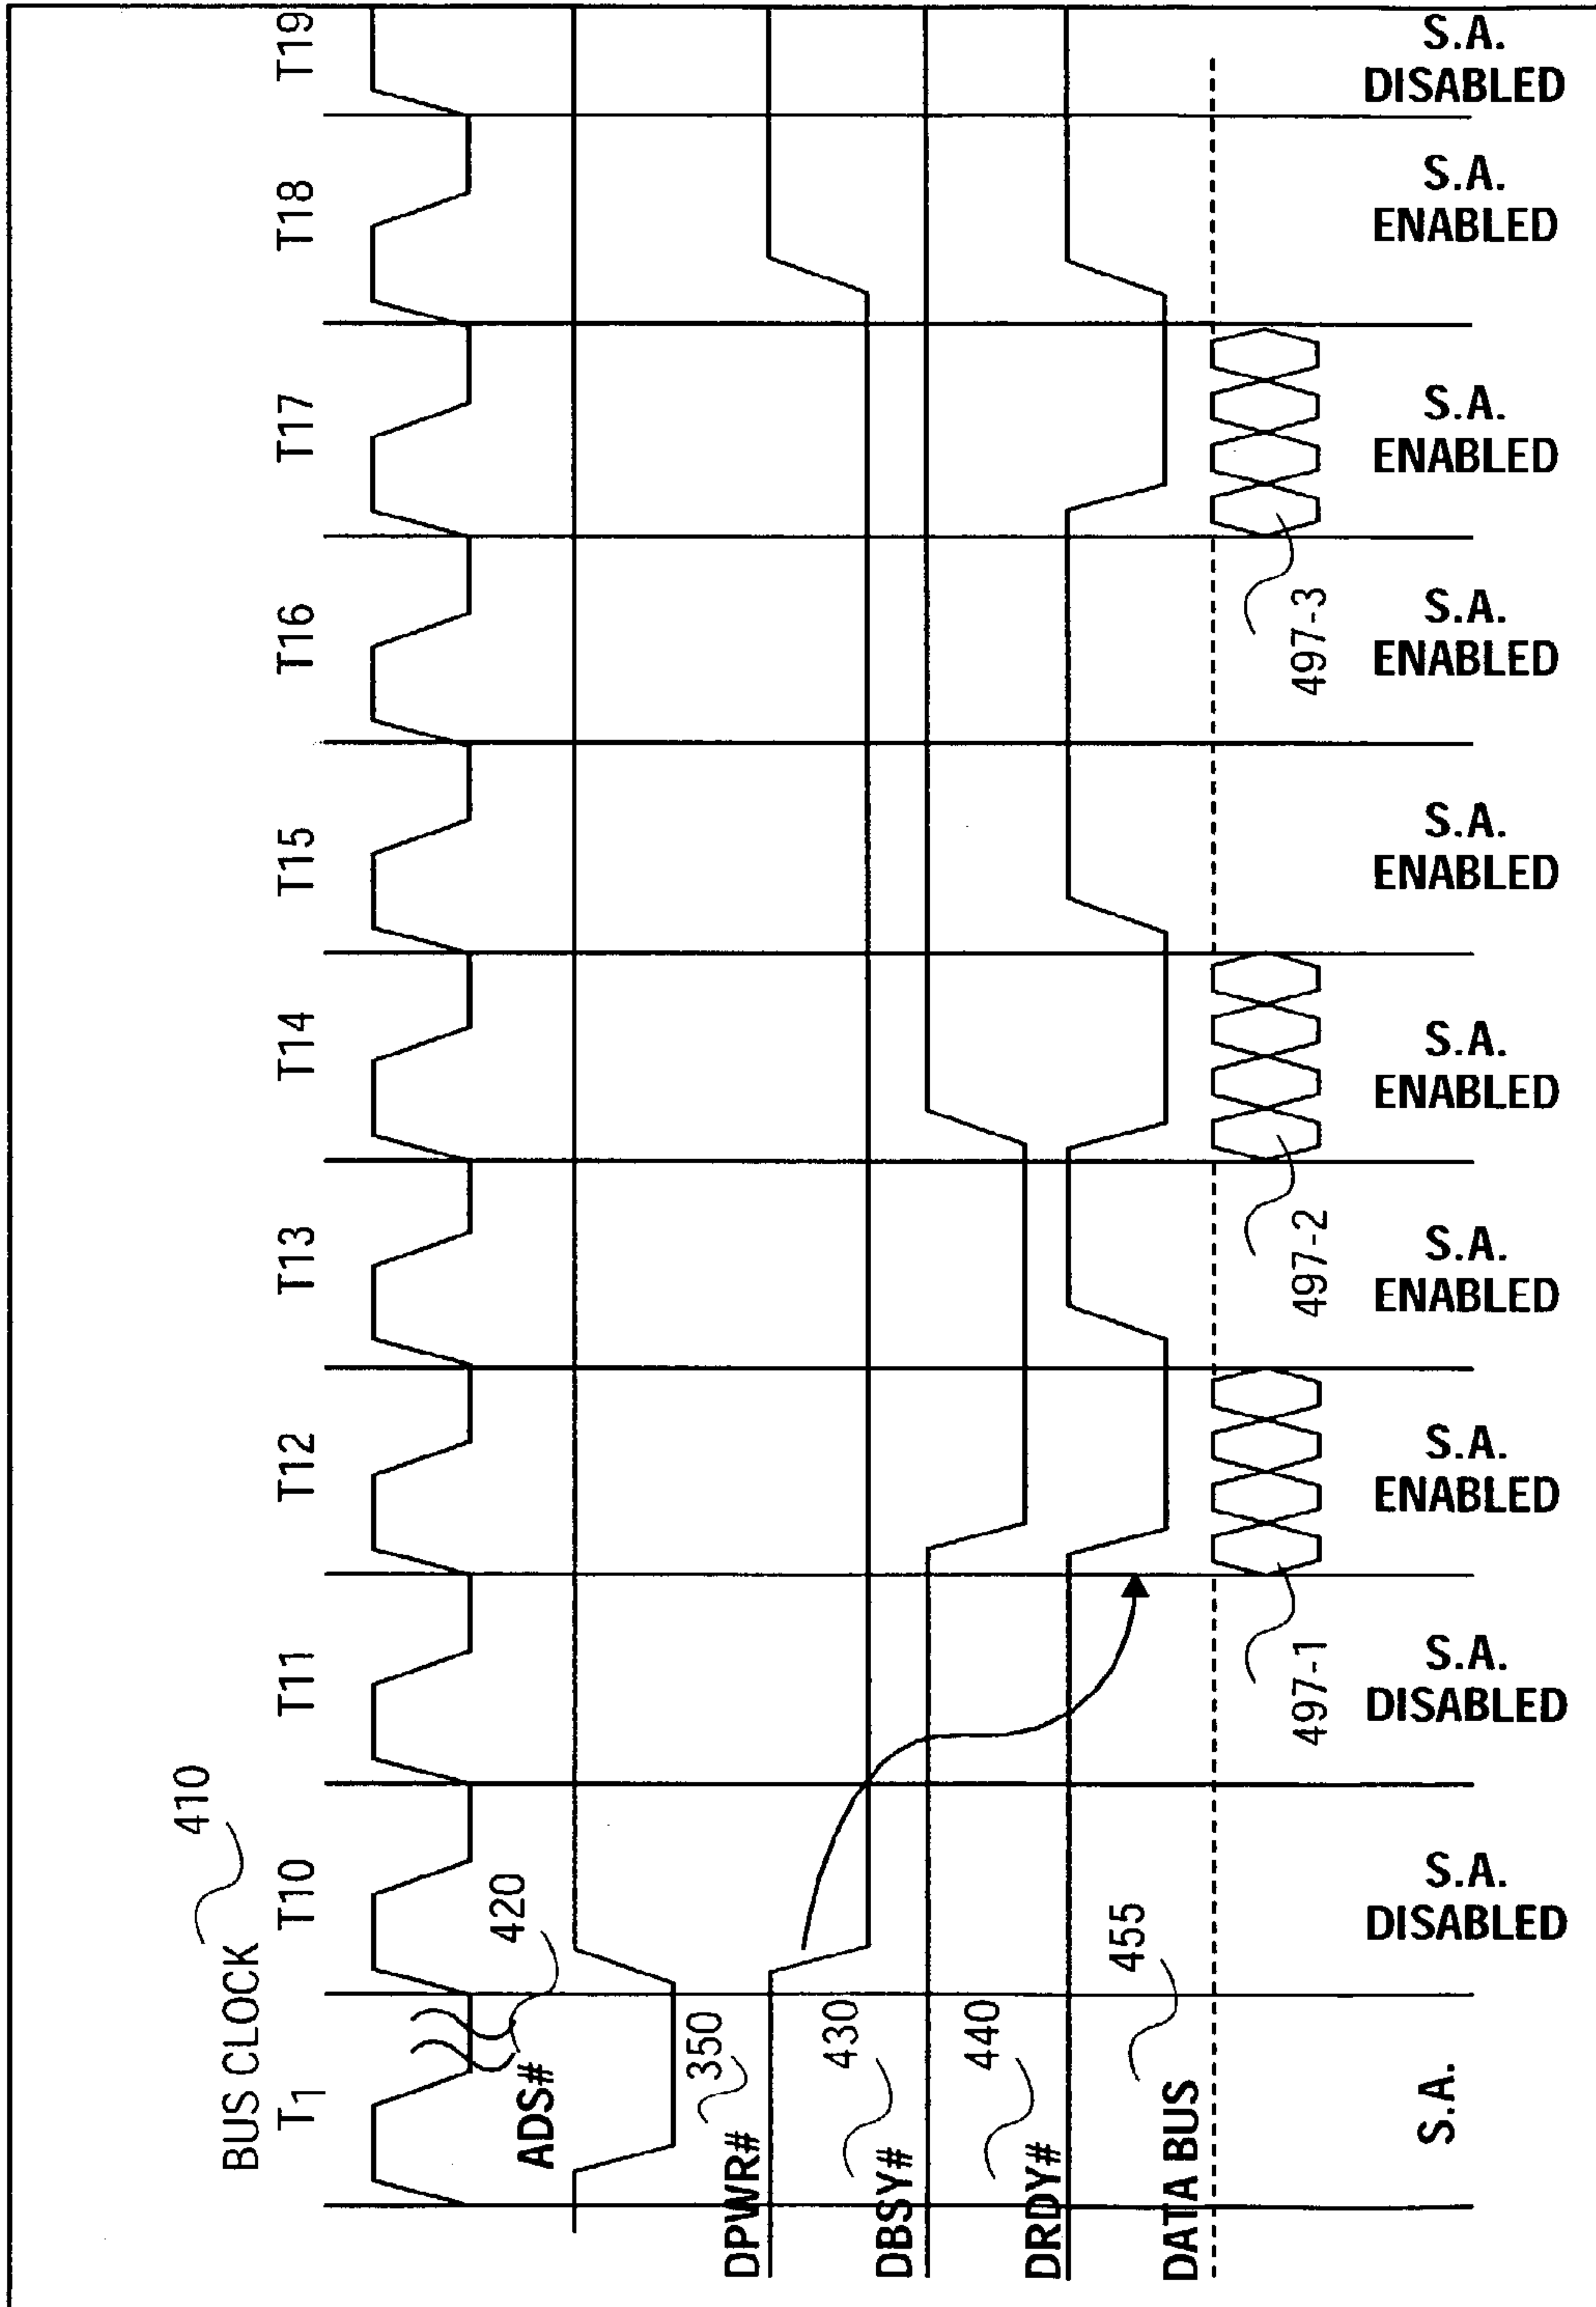 BUS CLOCK 410
T1 T10 T11 T12 T13 T14 T15 T16 T17 T18 T19
ADS# 420
DPWR# 350
DBSY# 430
DRDY# 440
DATA BUS 455
497-1 497-2 497-3
S.A.
S.A. DISABLED
S.A. DISABLED
S.A. ENABLED
S.A. ENABLED
S.A. ENABLED
S.A. ENABLED
S.A. ENABLED
S.A. ENABLED
S.A. ENABLED
S.A. DISABLED